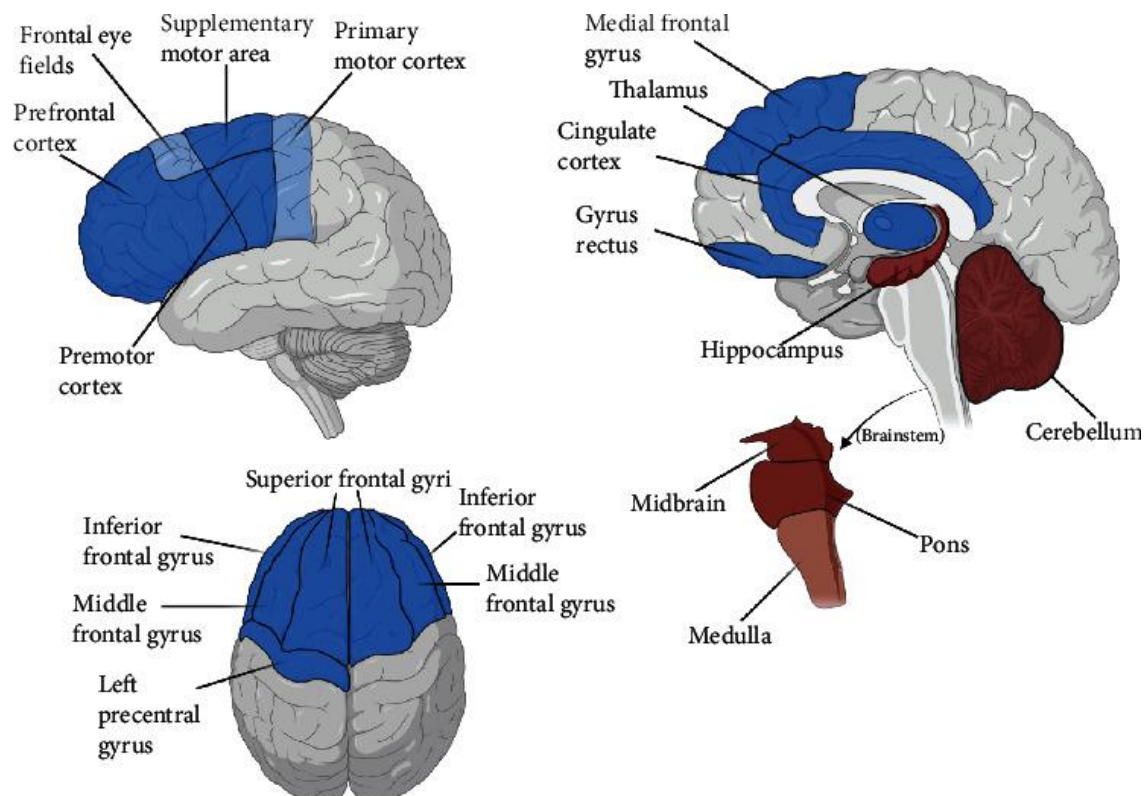 Frontal eye
fields
Supplementary
motor area
Primary
motor cortex
Prefrontal
cortex
Premotor
cortex
Medial frontal
gyrus
Thalamus
Cingulate
cortex
Gyrus
rectus
Hippocampus
Cerebellum
(Brainstem)
Midbrain
Pons
Medulla
Superior frontal gyri
Inferior
frontal gyrus
Inferior
frontal gyrus
Middle
frontal gyrus
Middle
frontal gyrus
Left
precentral
gyrus